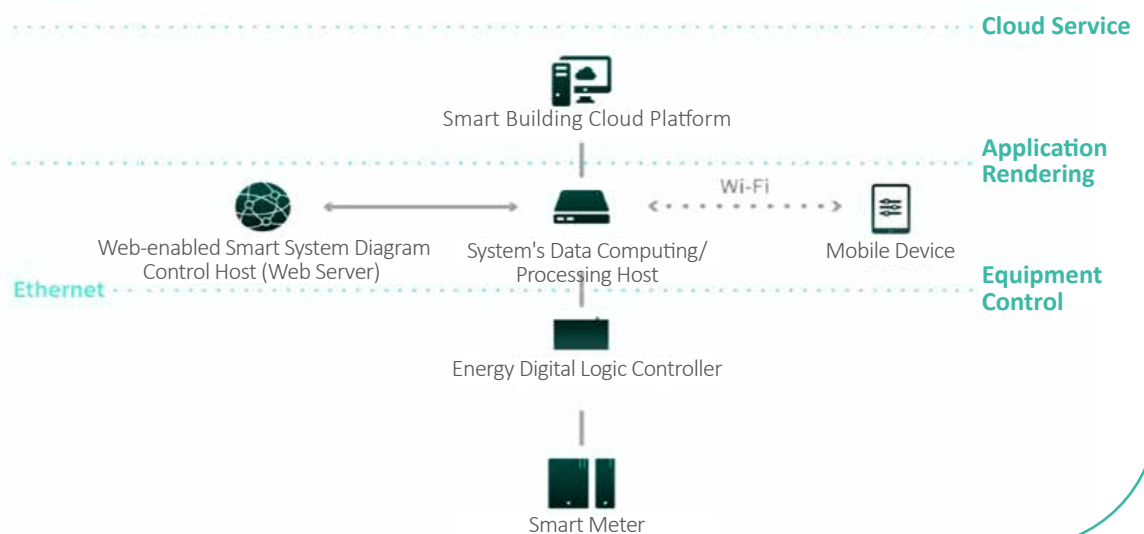 Cloud Service
Smart Building Cloud Platform
Application
Rendering
Wi-Fi
Web-enabled Smart System Diagram
Control Host (Web Server)
System's Data Computing/
Processing Host
Mobile Device
Ethernet
Equipment
Control
Energy Digital Logic Controller
Smart Meter